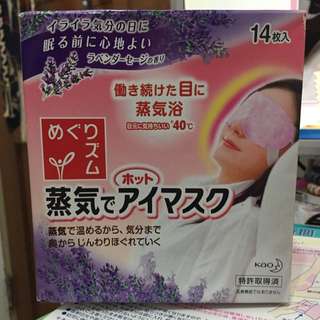 イライラ気分の日に
眠る前に心地よい
ラベンダーセージの香り
14枚入
働き続けた目に
蒸気浴
目元に気持ちいい 約40℃
めぐり
ズム
蒸気でホットアイマスク
蒸気で温めるから、気分まで
奥からじんわりほぐれていく
Kao
特許取得済